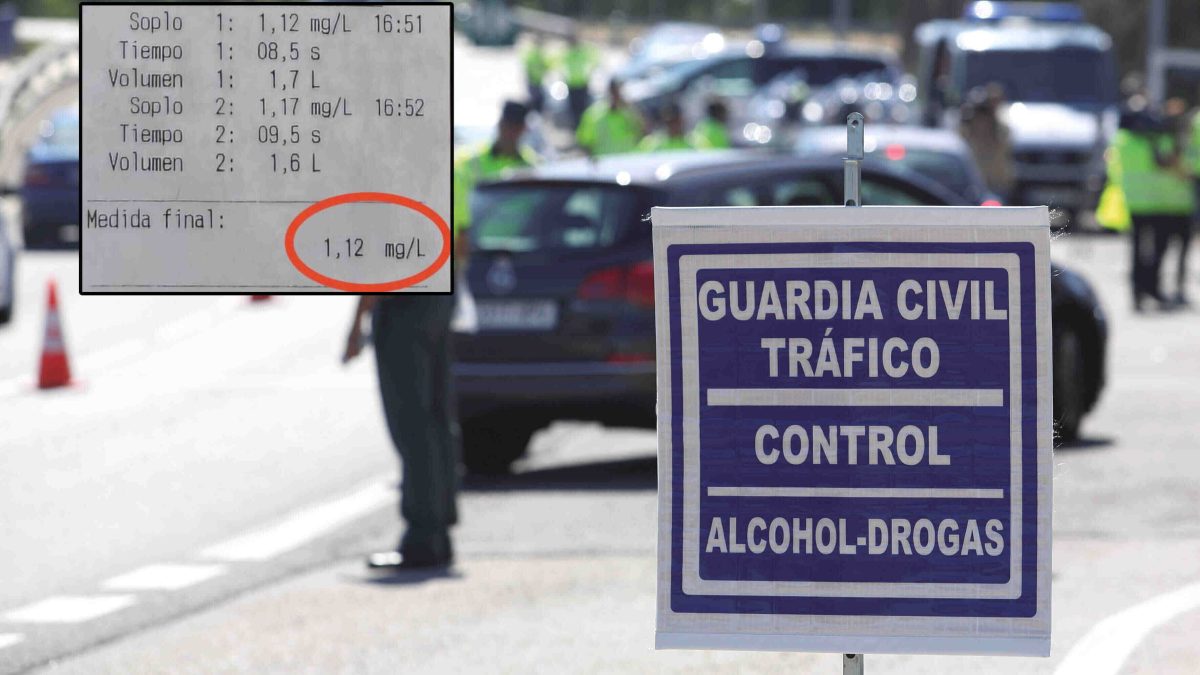 Soplo 1: 1,12 mg/L 16:51
Tiempo 1: 08,5 s
Volumen 1: 1,7 L
Soplo 2: 1,17 mg/L 16:52
Tiempo 2: 09,5 s
Volumen 2: 1,6 L
Medida final:
1,12 mg/L
GUARDIA CIVIL
TRÁFICO
CONTROL
ALCOHOL-DROGAS